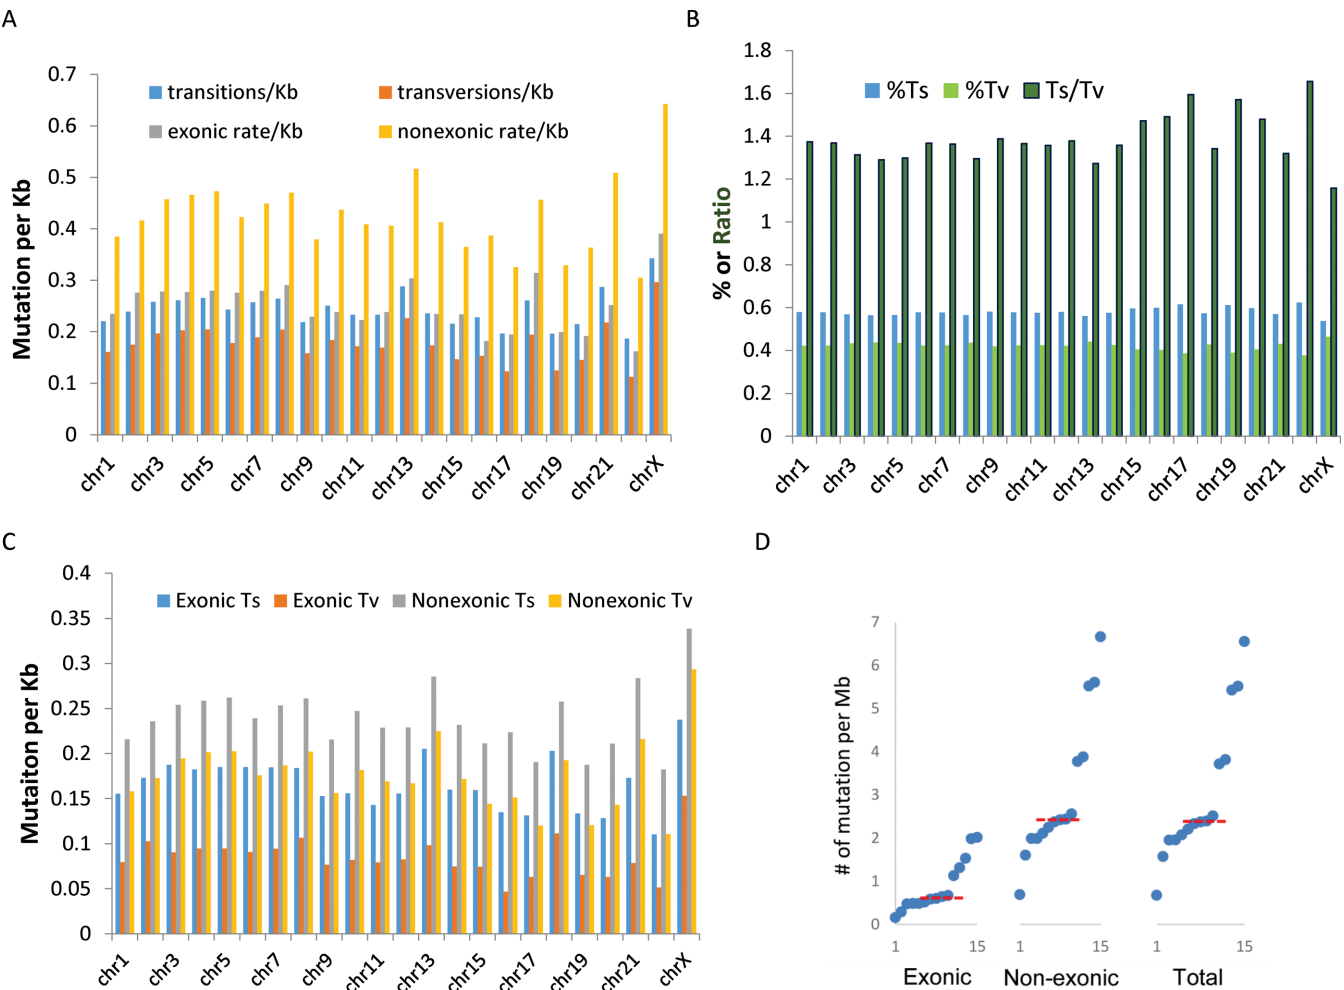 A
Mutation per Kb
0.7
0.6
0.5
0.4
0.3
0.2
0.1
0
transitions/Kb
transversions/Kb
exonic rate/Kb
nonexonic rate/Kb
chr1
chr3
chr5
chr7
chr9
chr11
chr13
chr15
chr17
chr19
chr21
chrX
B
% or Ratio
1.8
1.6
1.4
1.2
1
0.8
0.6
0.4
0.2
0
%Ts
%Tv
Ts/Tv
chr1
chr3
chr5
chr7
chr9
chr11
chr13
chr15
chr17
chr19
chr21
chrX
C
Mutaiton per Kb
0.4
0.35
0.3
0.25
0.2
0.15
0.1
0.05
0
Exonic Ts
Exonic Tv
Nonexonic Ts
Nonexonic Tv
chr1
chr3
chr5
chr7
chr9
chr11
chr13
chr15
chr17
chr19
chr21
chrX
D
# of mutation per Mb
7
6
5
4
3
2
1
0
1 15
1 15
1 15
Exonic
Non-exonic
Total